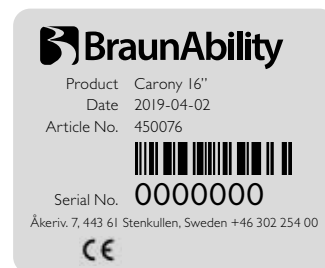 BraunAbility
Product Carony 16”
Date 2019-04-02
Article No. 450076
Serial No. 0000000
Åkeriv. 7, 443 61 Stenkullen, Sweden +46 302 254 00
CE